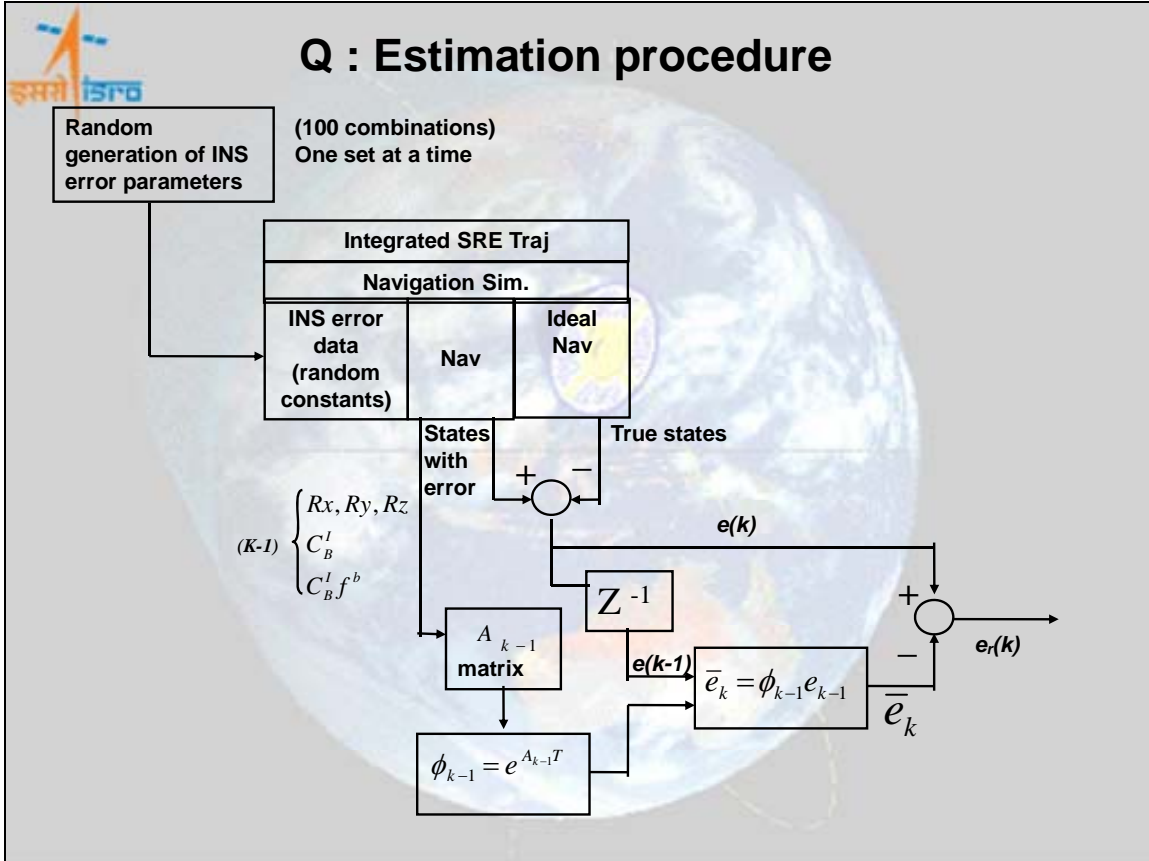 Q : Estimation procedure
इसरो isro
Random
generation of INS
error parameters
(100 combinations)
One set at a time
Integrated SRE Traj
Navigation Sim.
INS error
data
(random
constants)
Nav
Ideal
Nav
States
with
error
True states
+ −
(K-1)
Rx, Ry, Rz
C_B^I
C_B^I f^b
e(k)
Z^-1
+
−
e_r(k)
A_{k-1}
matrix
e(k-1)
ē_k = ϕ_{k-1} e_{k-1}
ē_k
ϕ_{k-1} = e^{A_{k-1}T}